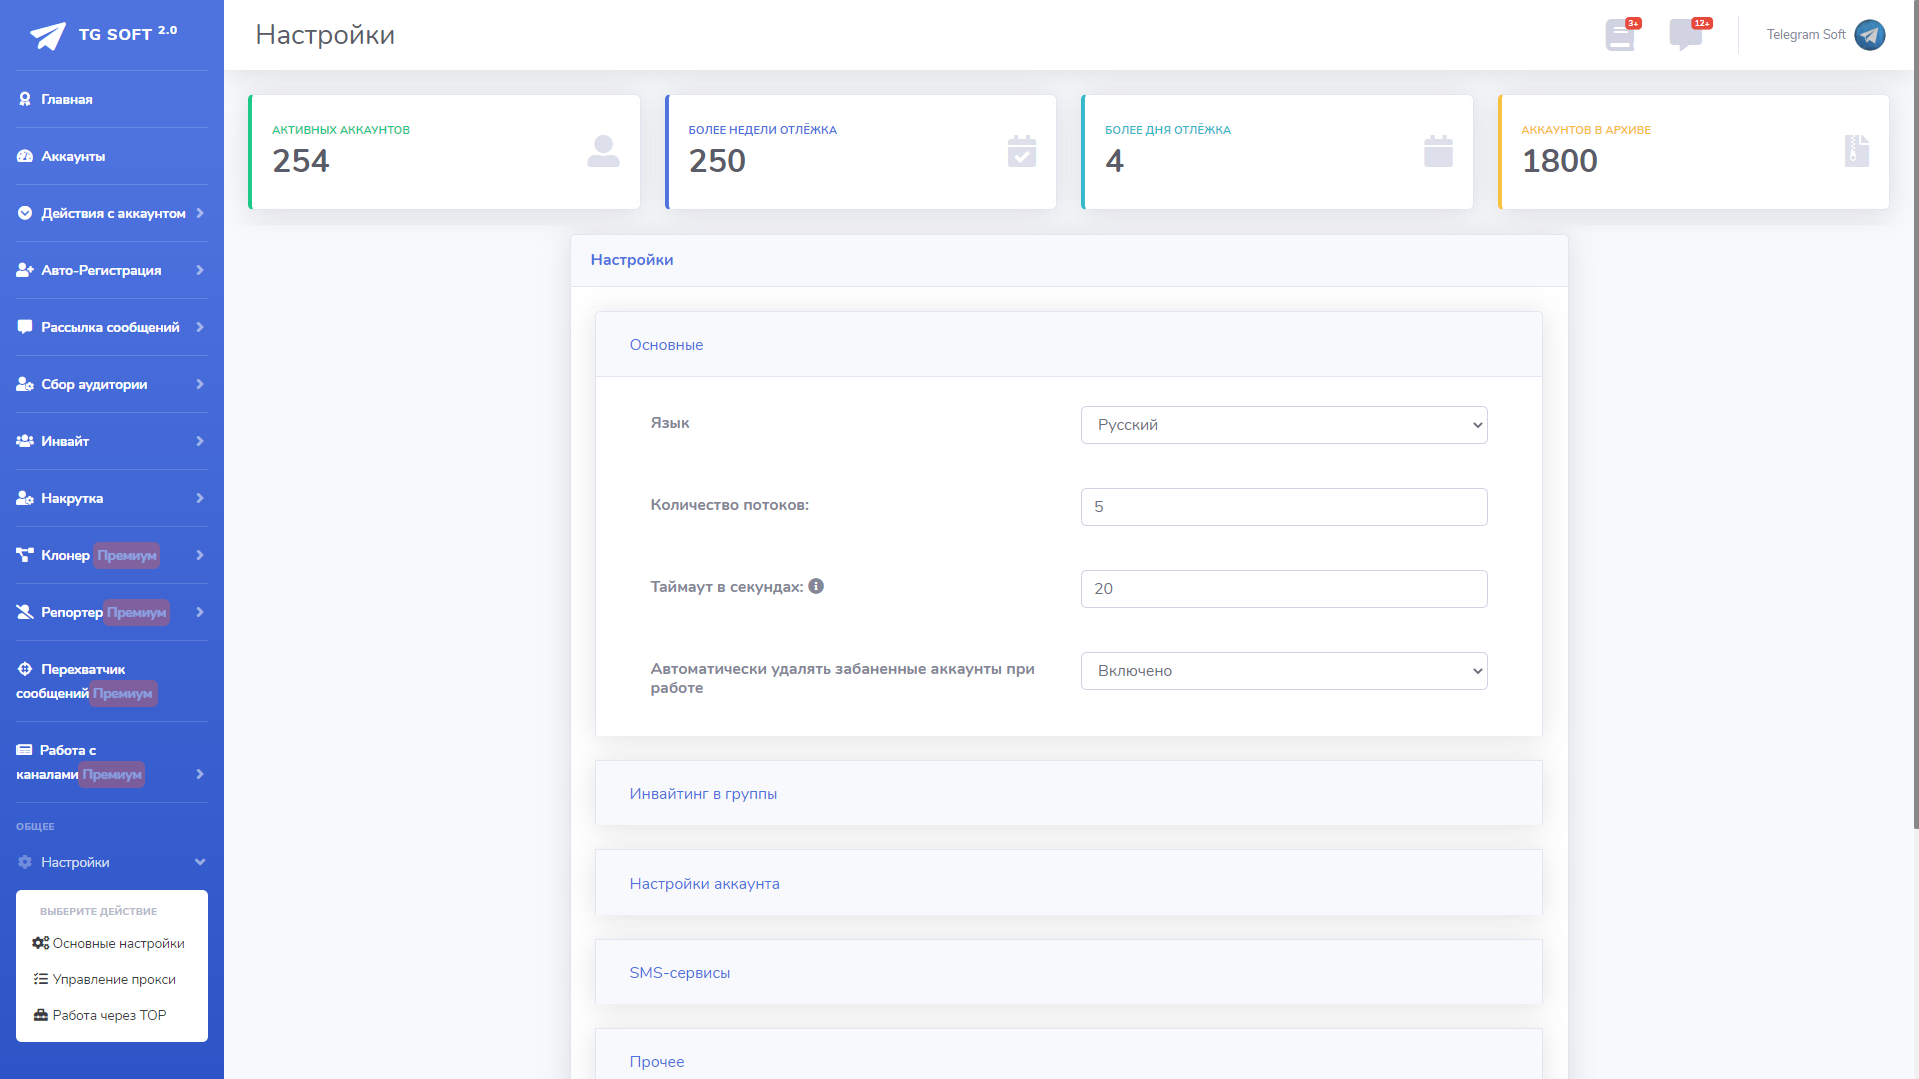 TG SOFT 2.0
Главная
Аккаунты
Действия с аккаунтом
Авто-Регистрация
Рассылка сообщений
Сбор аудитории
Инвайт
Накрутка
Клонер Премиум
Репортер Премиум
Перехватчик
сообщений Премиум
Работа с
каналами Премиум
ОБЩЕЕ
Настройки
ВЫБЕРИТЕ ДЕЙСТВИЕ
Основные настройки
Управление прокси
Работа через ТОР
Настройки
3+
12+
Telegram Soft
АКТИВНЫХ АККАУНТОВ
254
БОЛЕЕ НЕДЕЛИ ОТЛЁЖКА
250
БОЛЕЕ ДНЯ ОТЛЁЖКА
4
АККАУНТОВ В АРХИВЕ
1800
Настройки
Основные
Язык
Русский
Количество потоков:
5
Таймаут в секундах:
20
Автоматически удалять забаненные аккаунты при
работе
Включено
Инвайтинг в группы
Настройки аккаунта
SMS-сервисы
Прочее